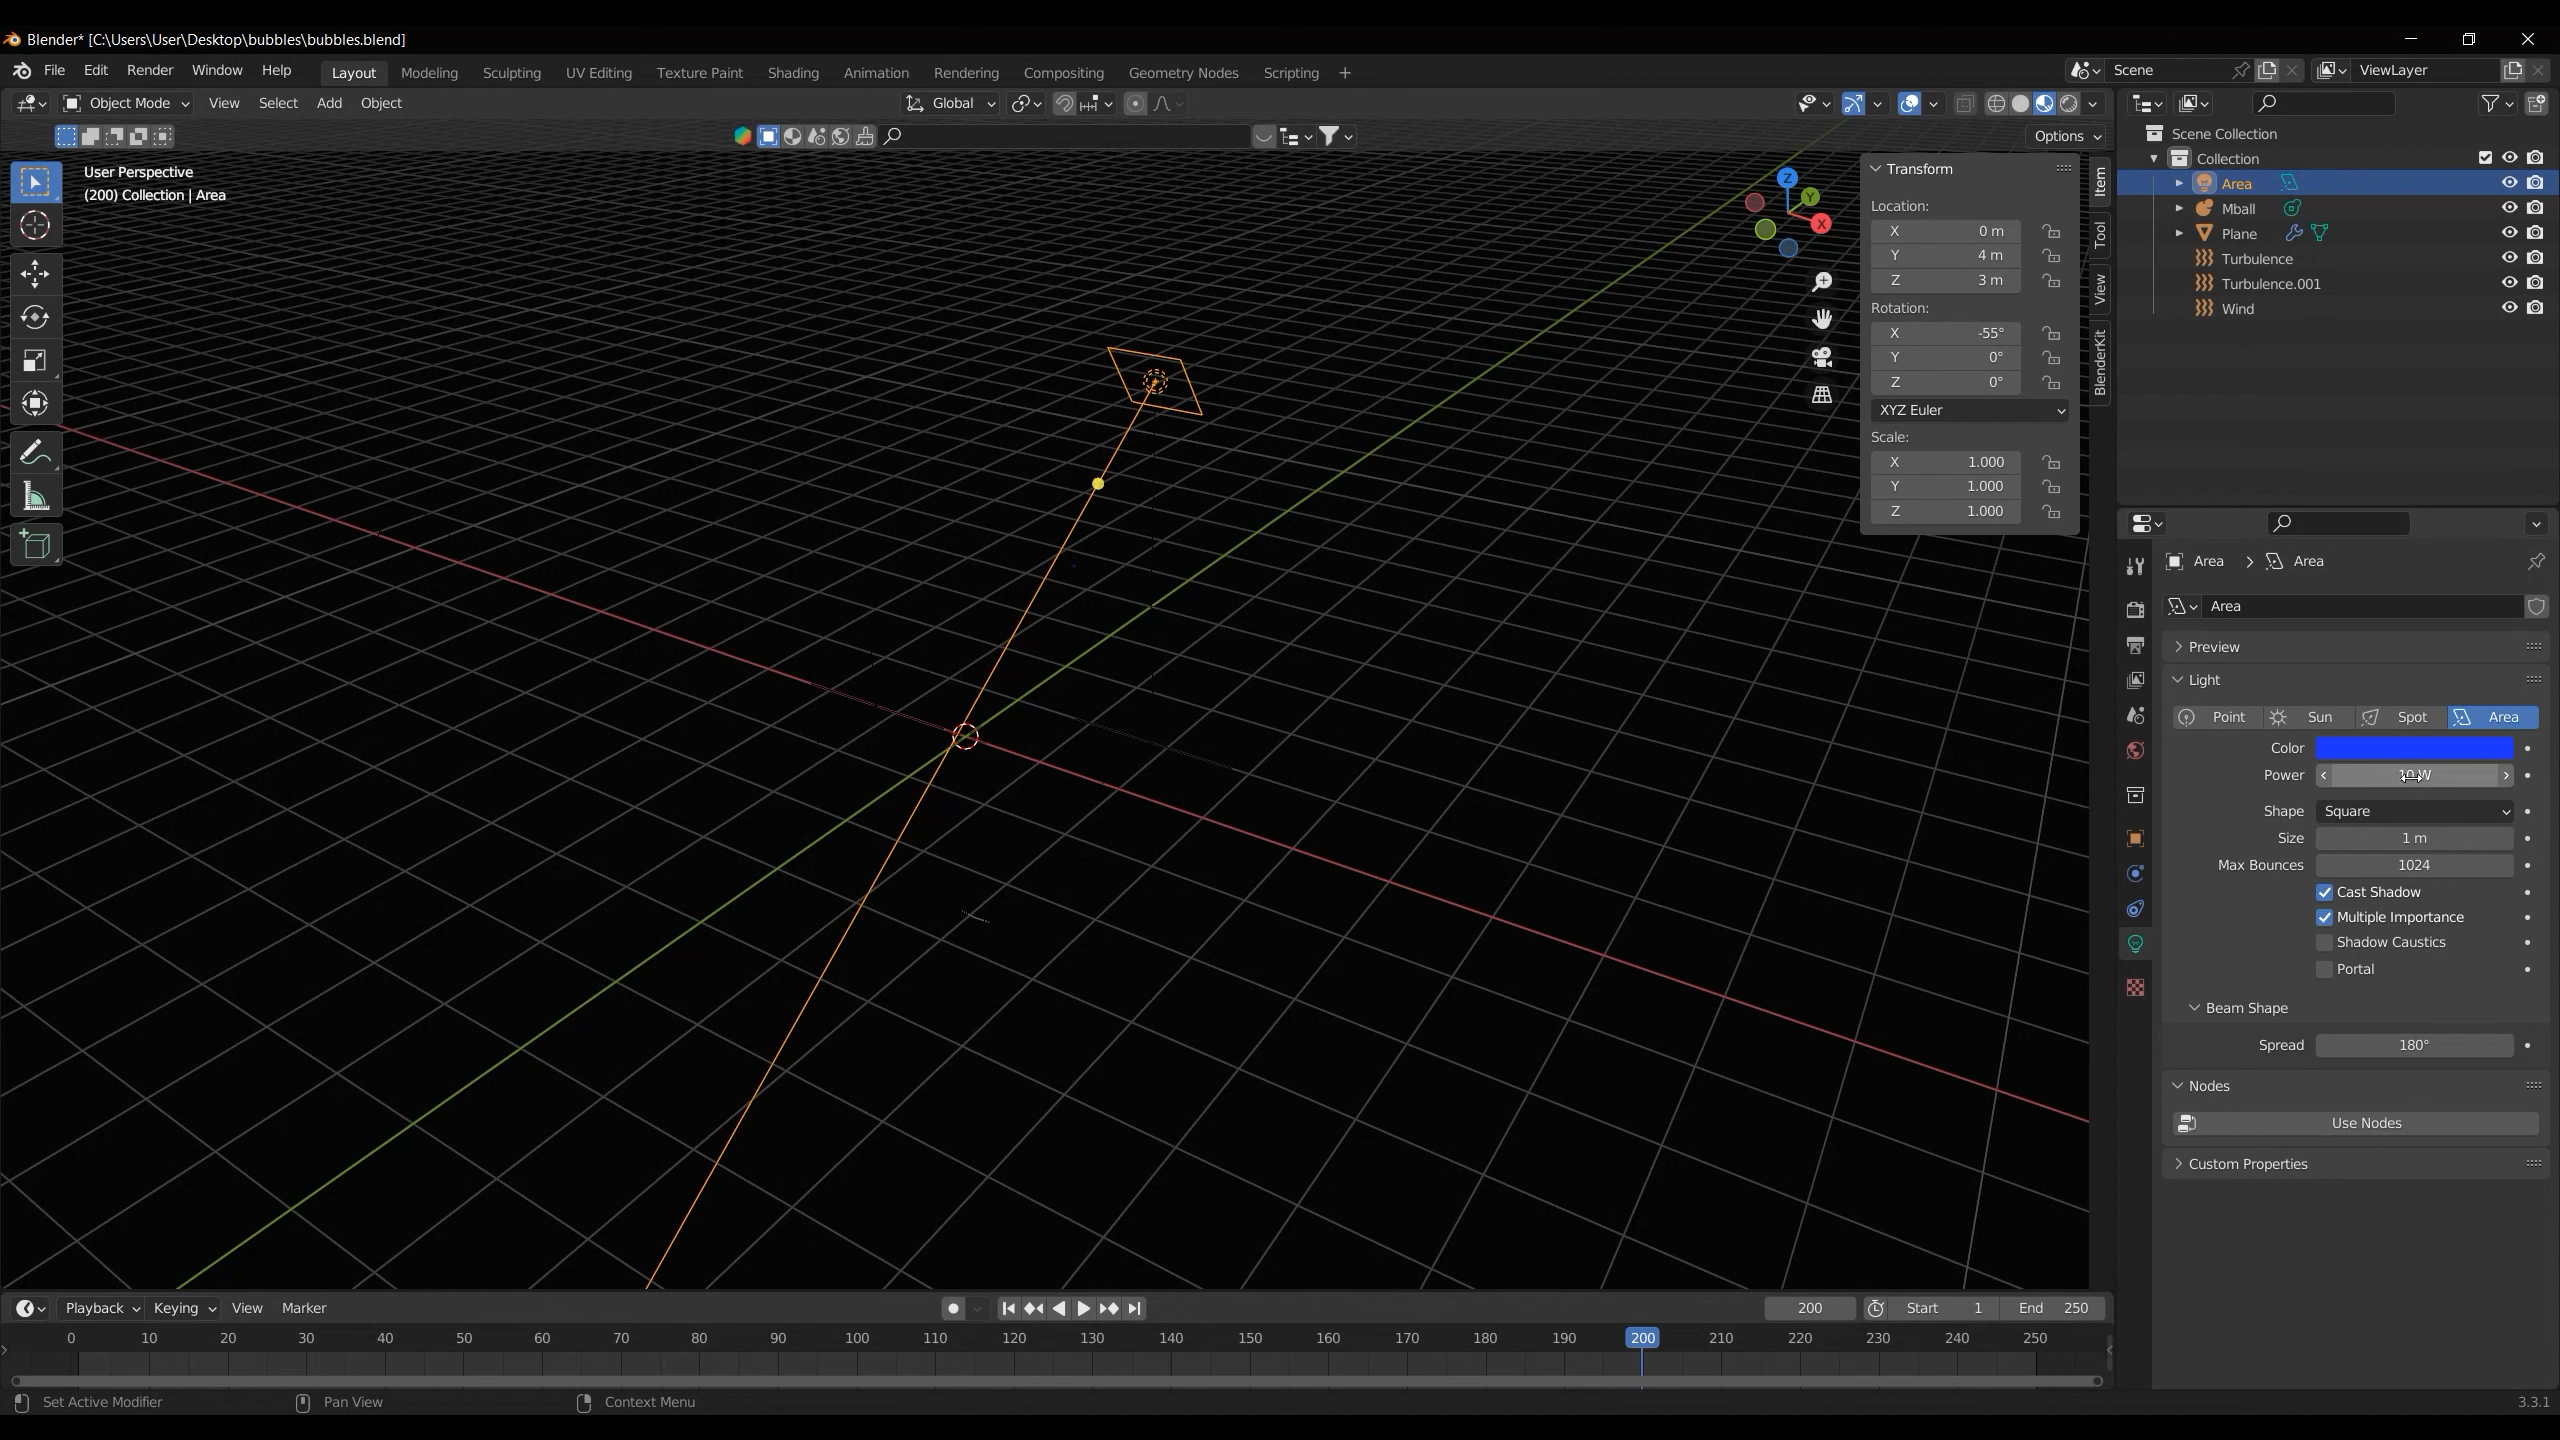 Blender* [C:\Users\User\Desktop\bubbles\bubbles.blend]
File Edit Render Window Help Layout Modeling Sculpting UV Editing Texture Paint Shading Animation Rendering Compositing Geometry Nodes Scripting + Scene ViewLayer
Object Mode View Select Add Object Global
Options
User Perspective
(200) Collection | Area
Z
Y
X
Transform
Location:
X 0 m
Y 4 m
Z 3 m
Rotation:
X -55°
Y 0°
Z 0°
XYZ Euler
Scale:
X 1.000
Y 1.000
Z 1.000
Item
Tool
View
BlenderKit
Scene Collection
Collection
Area
Mball
Plane
Turbulence
Turbulence.001
Wind
Area > Area
Area
Preview
Light
Point Sun Spot Area
Color
Power 10 W
Shape Square
Size 1 m
Max Bounces 1024
Cast Shadow
Multiple Importance
Shadow Caustics
Portal
Beam Shape
Spread 180°
Nodes
Use Nodes
Custom Properties
Playback Keying View Marker 200 Start 1 End 250
0 10 20 30 40 50 60 70 80 90 100 110 120 130 140 150 160 170 180 190 200 210 220 230 240 250
Set Active Modifier Pan View Context Menu 3.3.1